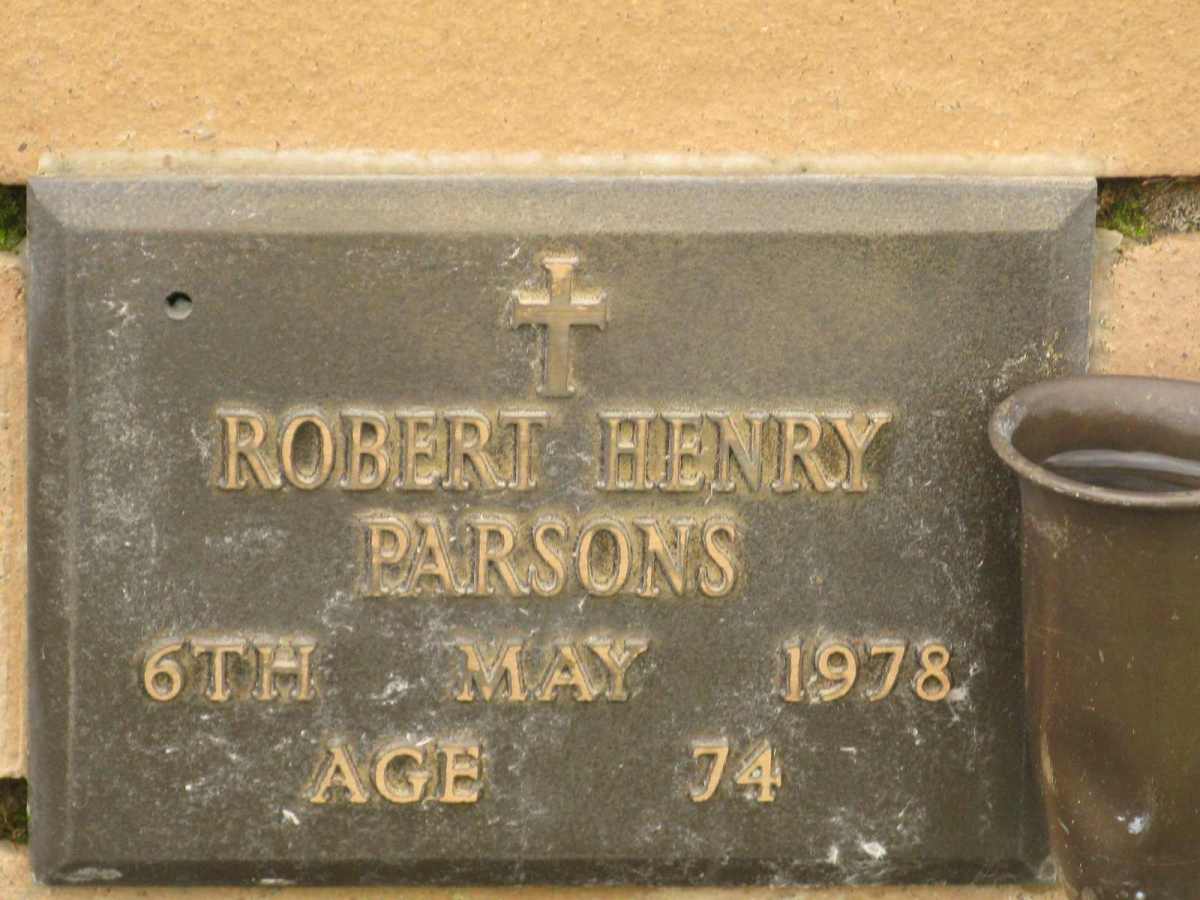 ROBERT HENRY
PARSONS
6TH MAY 1978
AGE 74